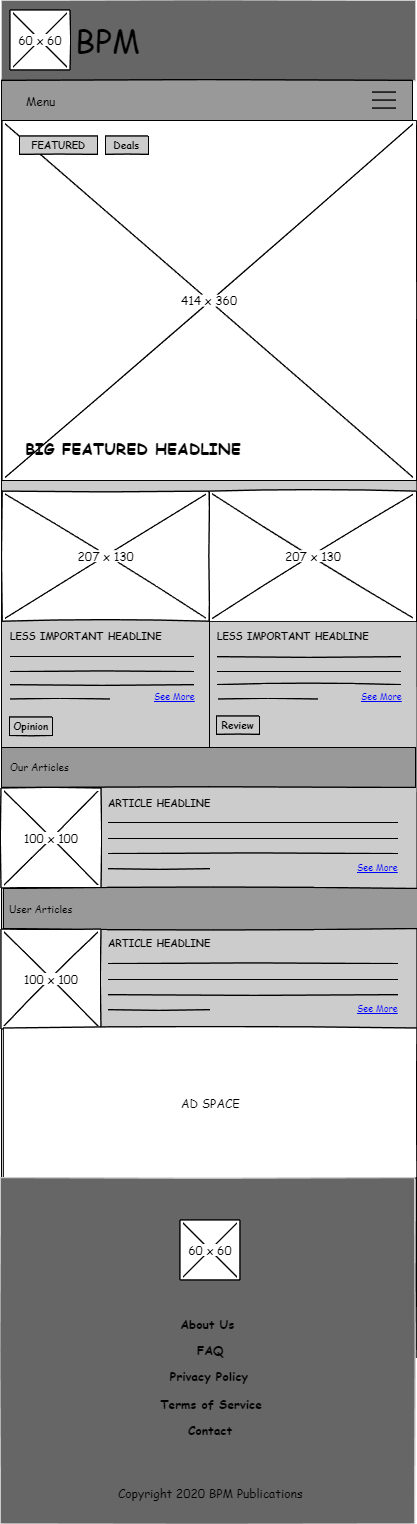 60 x 60 BPM
Menu
FEATURED Deals
414 x 360
BIG FEATURED HEADLINE
207 x 130 207 x 130
LESS IMPORTANT HEADLINE LESS IMPORTANT HEADLINE
See More See More
Opinion Review
Our Articles
ARTICLE HEADLINE
100 x 100
See More
User Articles
ARTICLE HEADLINE
100 x 100
See More
AD SPACE
60 x 60
About Us
FAQ
Privacy Policy
Terms of Service
Contact
Copyright 2020 BPM Publications